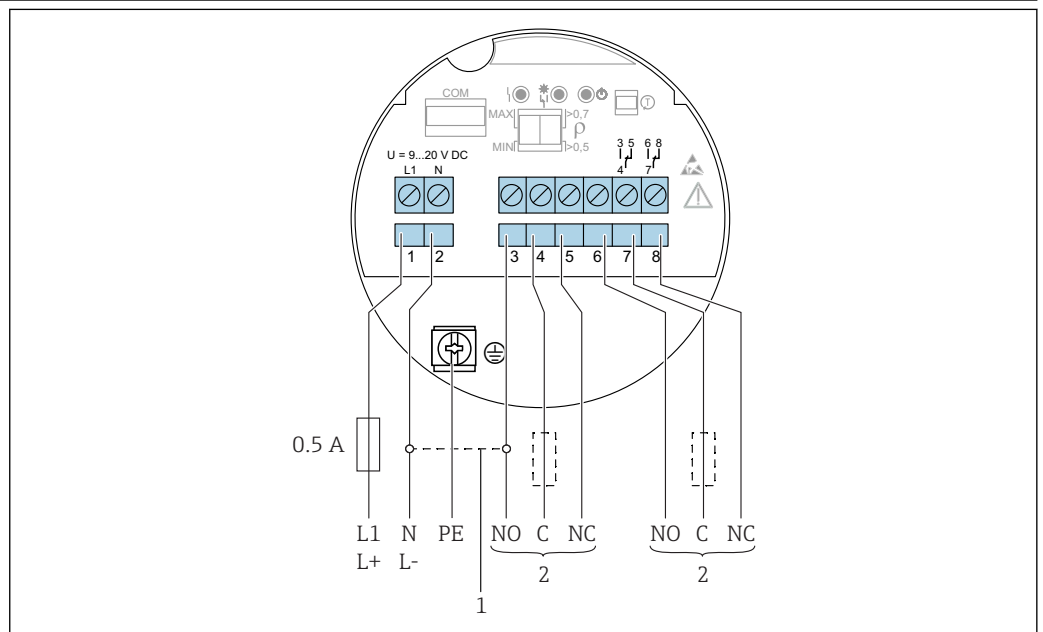 COM
MAX >0,7
ρ
MIN >0,5
T
U = 9...20 V DC
3 5 6 8
4 7
L1 N
1 2 3 4 5 6 7 8
0.5 A
L1 N PE NO C NC NO C NC
L+ L- 2 2
1